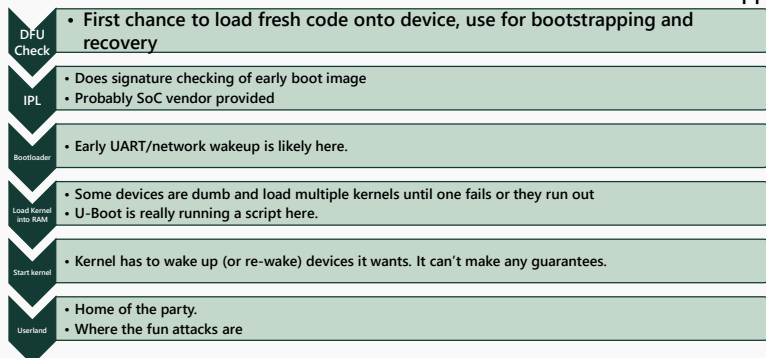 DFU
Check
• First chance to load fresh code onto device, use for bootstrapping and
recovery
IPL
• Does signature checking of early boot image
• Probably SoC vendor provided
Bootloader
• Early UART/network wakeup is likely here.
Load Kernel
into RAM
• Some devices are dumb and load multiple kernels until one fails or they run out
• U-Boot is really running a script here.
Start kernel
• Kernel has to wake up (or re-wake) devices it wants. It can't make any guarantees.
Userland
• Home of the party.
• Where the fun attacks are